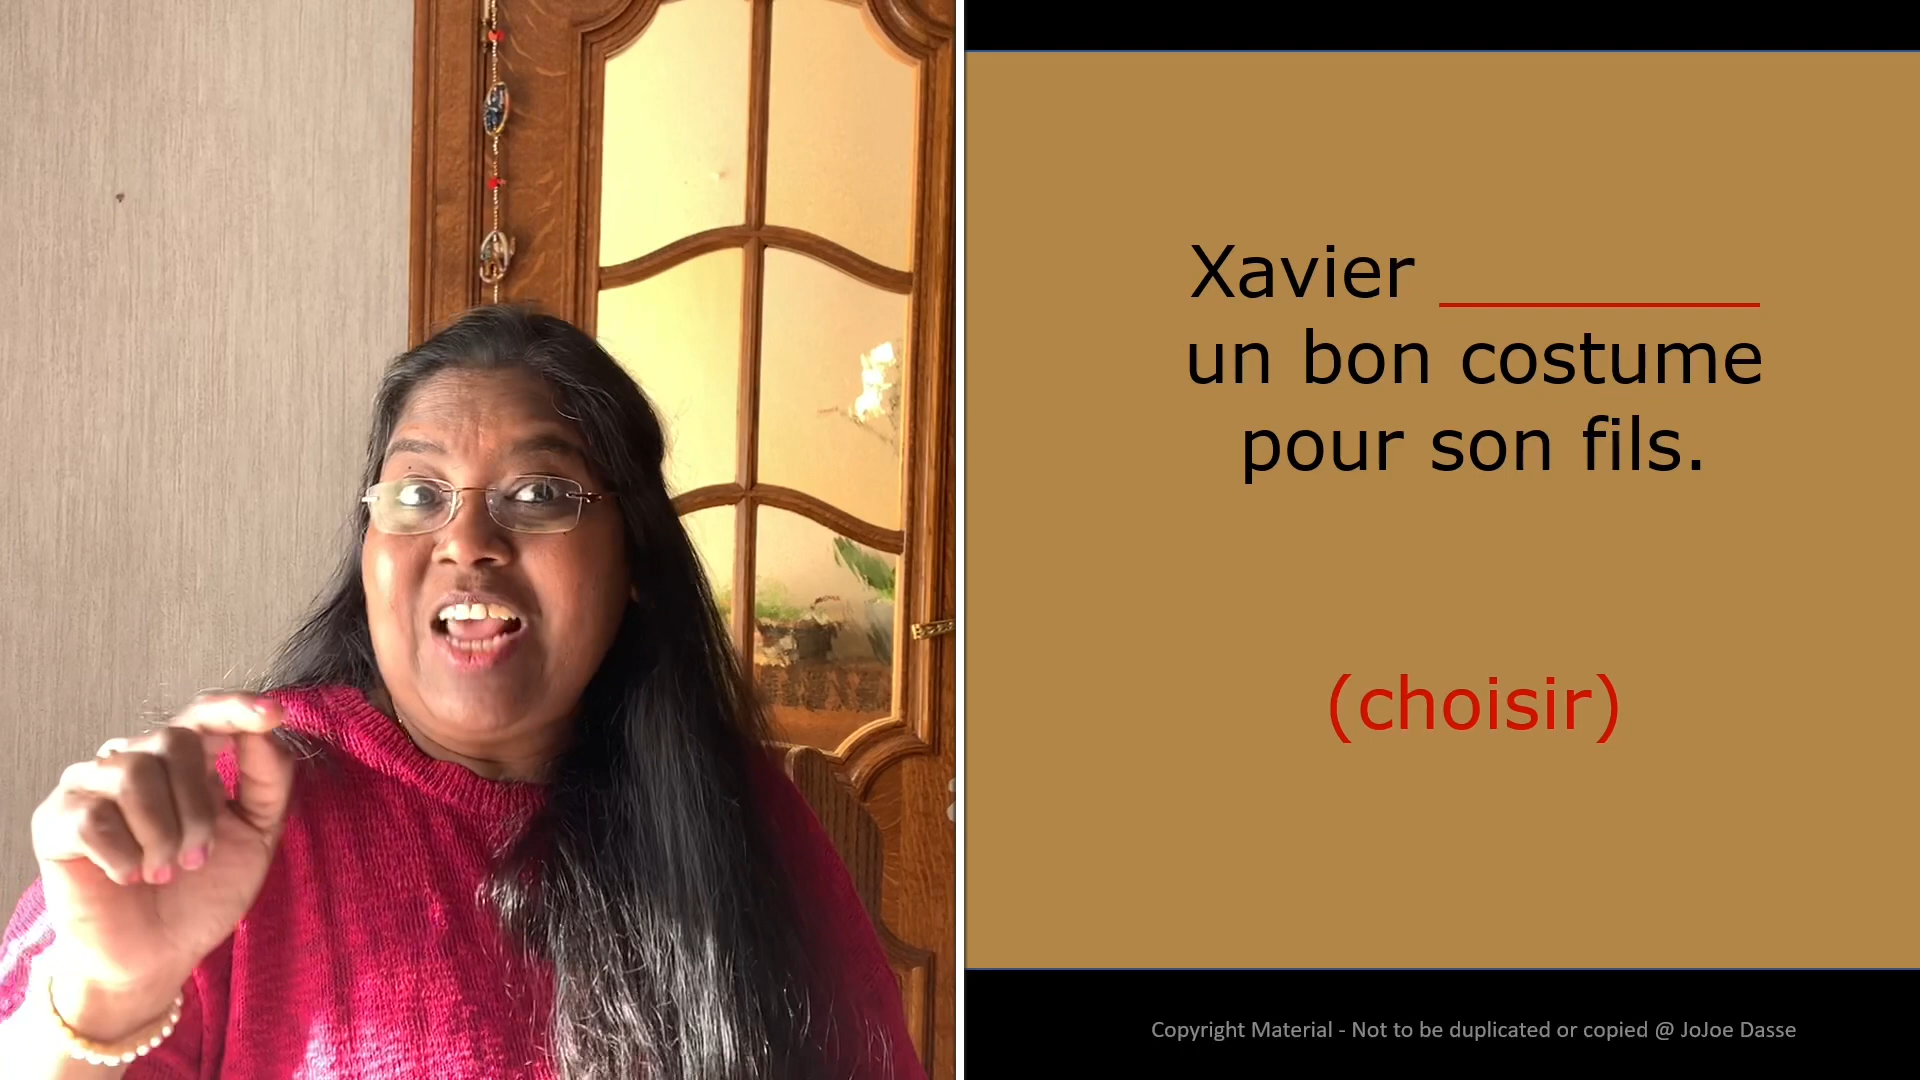 Xavier ________
un bon costume
pour son fils.
(choisir)
Copyright Material - Not to be duplicated or copied @ JoJoe Dasse